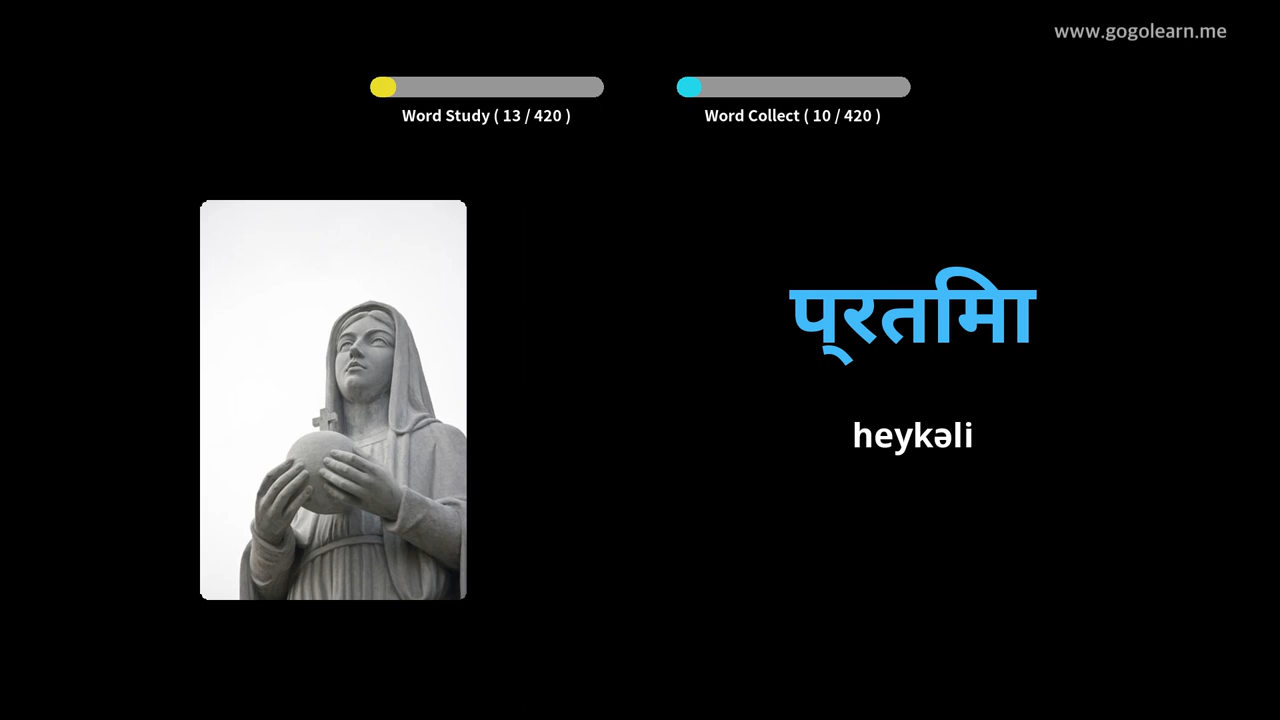 www.gogolearn.me
Word Study ( 13 / 420 )
Word Collect ( 10 / 420 )
प्रतिमा
heykəli